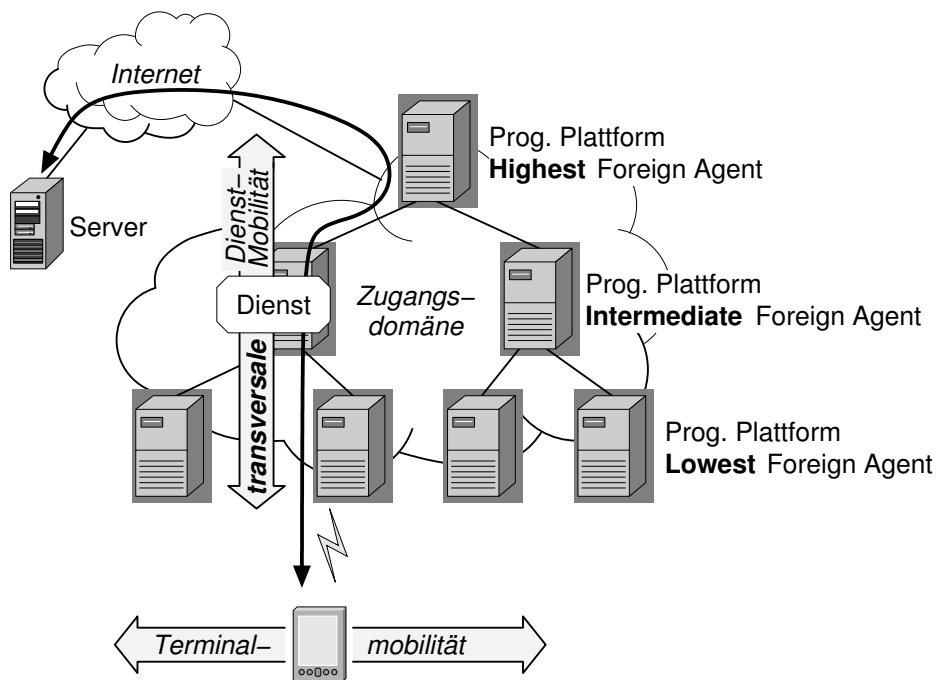 Internet
Prog. Plattform
Highest Foreign Agent
Server
transversale
Dienst–
Mobilität
Dienst
Zugangs–
domäne
Prog. Plattform
Intermediate Foreign Agent
Prog. Plattform
Lowest Foreign Agent
Terminal– mobilität